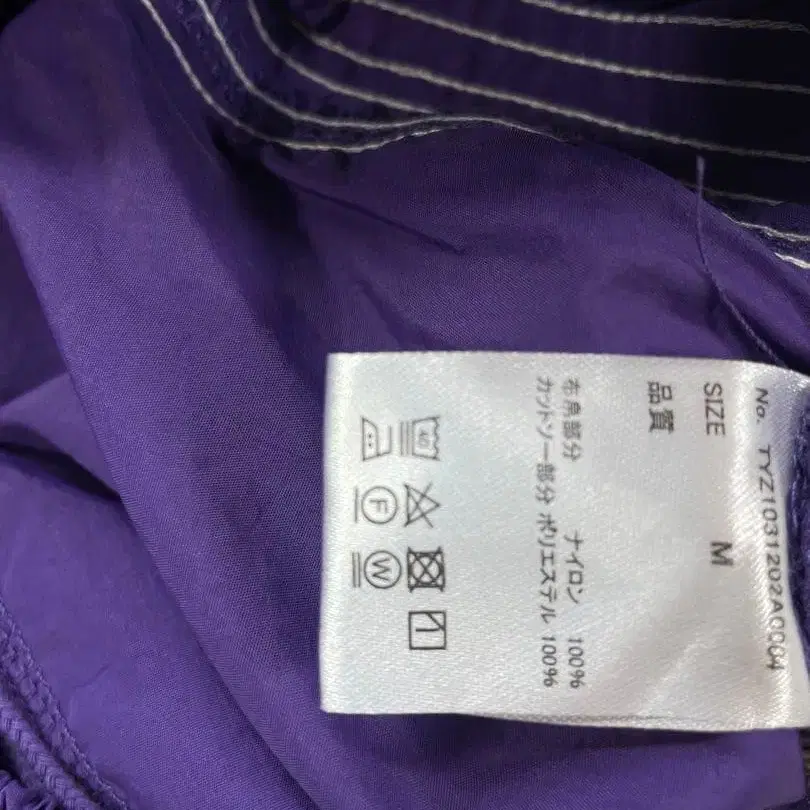 No. TYZ1031202A0004
SIZE M
品質
布帛部分 ナイロン 100%
カットソー部分 ポリエステル 100%
40
F
W